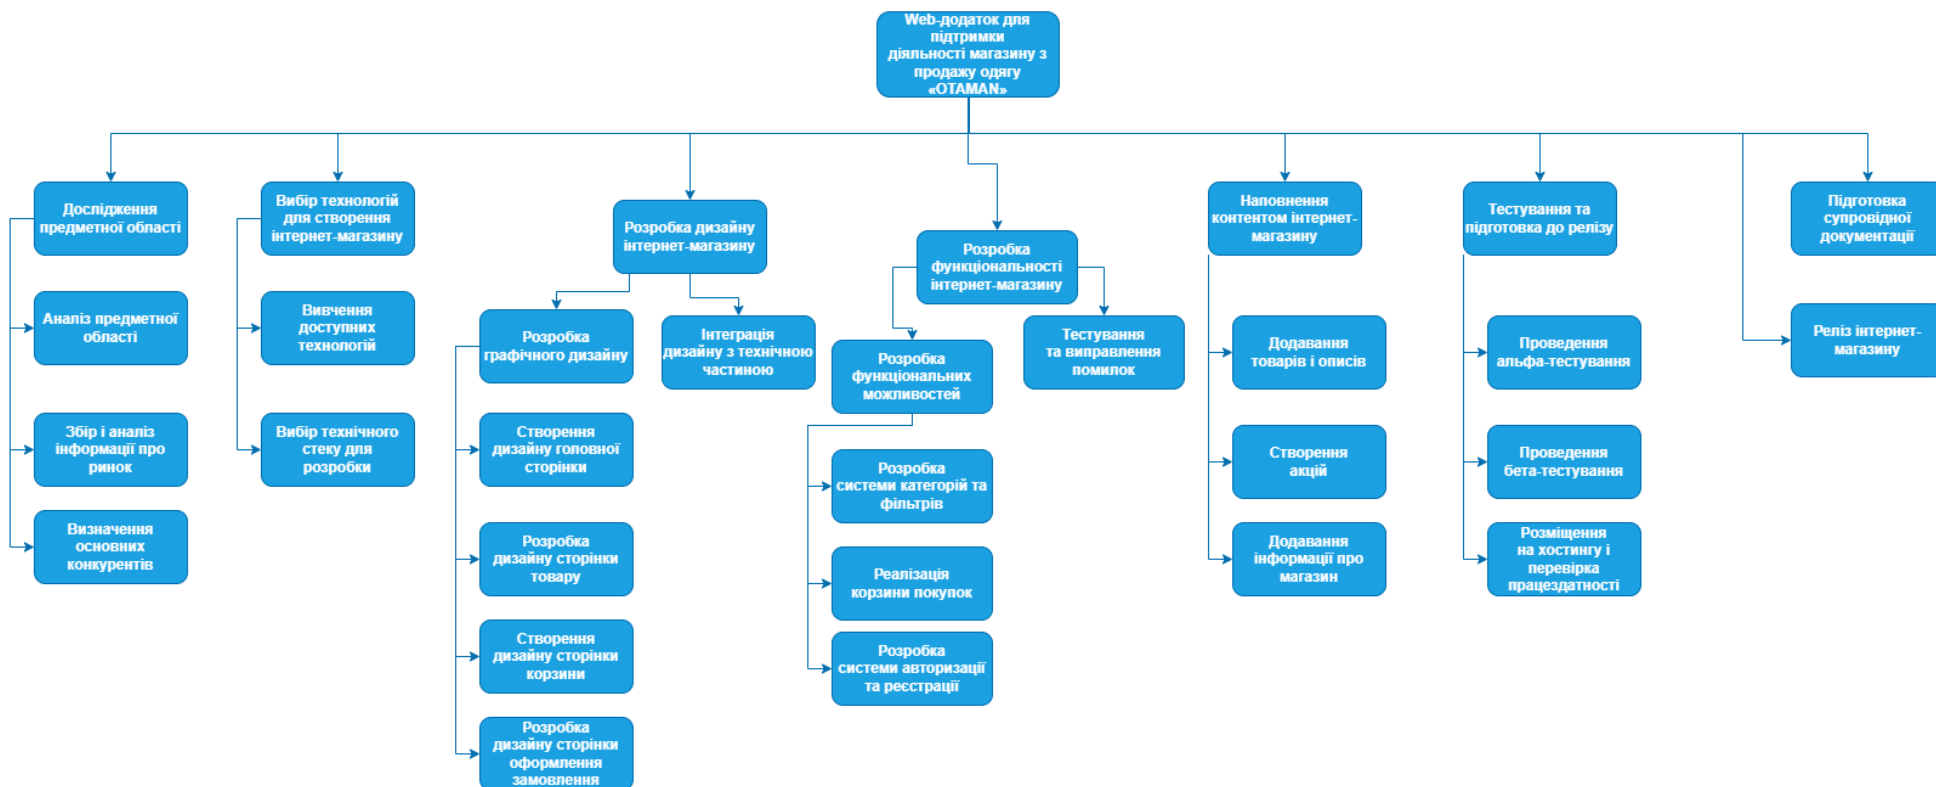 Web-додаток для
підтримки
діяльності магазину з
продажу одягу
«OTAMAN»
Дослідження
предметної області
Аналіз предметної
області
Збір і аналіз
інформації про
ринок
Визначення
основних
конкурентів
Вибір технологій
для створення
інтернет-магазину
Вивчення
доступних
технологій
Вибір технічного
стеку для
розробки
Розробка дизайну
інтернет-магазину
Розробка
графічного дизайну
Створення
дизайну головної
сторінки
Розробка
дизайну сторінки
товару
Створення
дизайну сторінки
корзини
Розробка
дизайну сторінки
оформлення
замовлення
Інтеграція
дизайну з технічною
частиною
Розробка
функціональності
інтернет-магазину
Розробка
функціональних
можливостей
Розробка
системи категорій та
фільтрів
Реалізація
корзини покупок
Розробка
системи авторизації
та реєстрації
Тестування
та виправлення
помилок
Наповнення
контентом інтернет-
магазину
Додавання
товарів і описів
Створення
акцій
Додавання
інформації про
магазин
Тестування та
підготовка до релізу
Проведення
альфа-тестування
Проведення
бета-тестування
Розміщення
на хостингу і
перевірка
працездатності
Підготовка
супровідної
документації
Реліз інтернет-
магазину